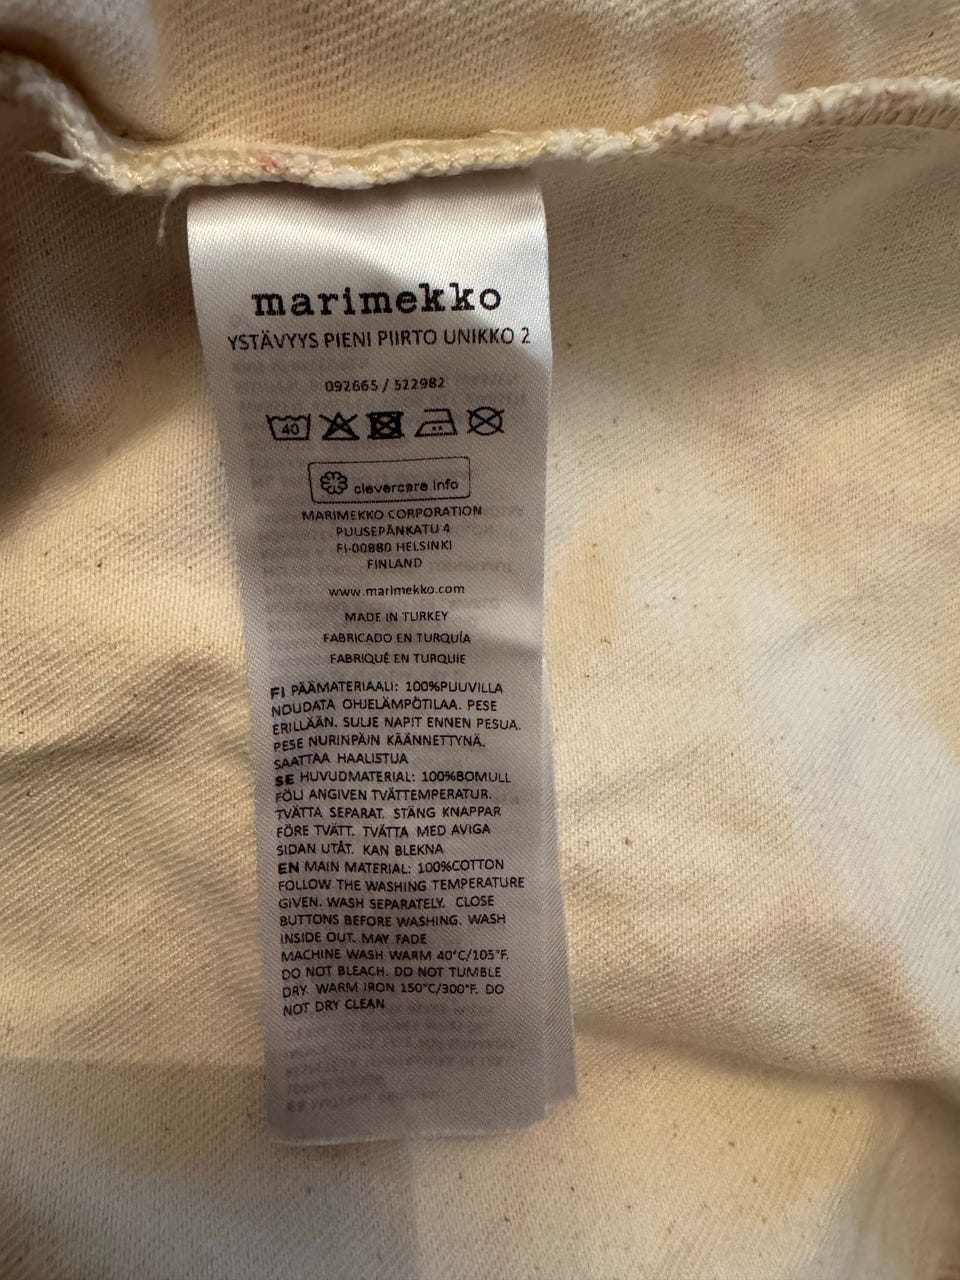 marimekko
YSTÄVYYS PIENI PIIRTO UNIKKO 2
092665 / 522982
40
clevercare.info
MARIMEKKO CORPORATION
PUUSEPÄNKATU 4
FI-00880 HELSINKI
FINLAND
www.marimekko.com
MADE IN TURKEY
FABRICADO EN TURQUÍA
FABRIQUÉ EN TURQUIE
FI PÄÄMATERIAALI: 100%PUUVILLA
NOUDATA OHJELÄMPÖTILAA. PESE
ERILLÄÄN. SULJE NAPIT ENNEN PESUA.
PESE NURINPÄIN KÄÄNNETTYNÄ.
SAATTAA HAALISTUA
SE HUVUDMATERIAL: 100%BOMULL
FÖLJ ANGIVEN TVÄTTEMPERATUR.
TVÄTTA SEPARAT. STÄNG KNAPPAR
FÖRE TVÄTT. TVÄTTA MED AVIGA
SIDAN UTÅT. KAN BLEKNA
EN MAIN MATERIAL: 100%COTTON
FOLLOW THE WASHING TEMPERATURE
GIVEN. WASH SEPARATELY. CLOSE
BUTTONS BEFORE WASHING. WASH
INSIDE OUT. MAY FADE
MACHINE WASH WARM 40°C/105°F.
DO NOT BLEACH. DO NOT TUMBLE
DRY. WARM IRON 150°C/300°F. DO
NOT DRY CLEAN